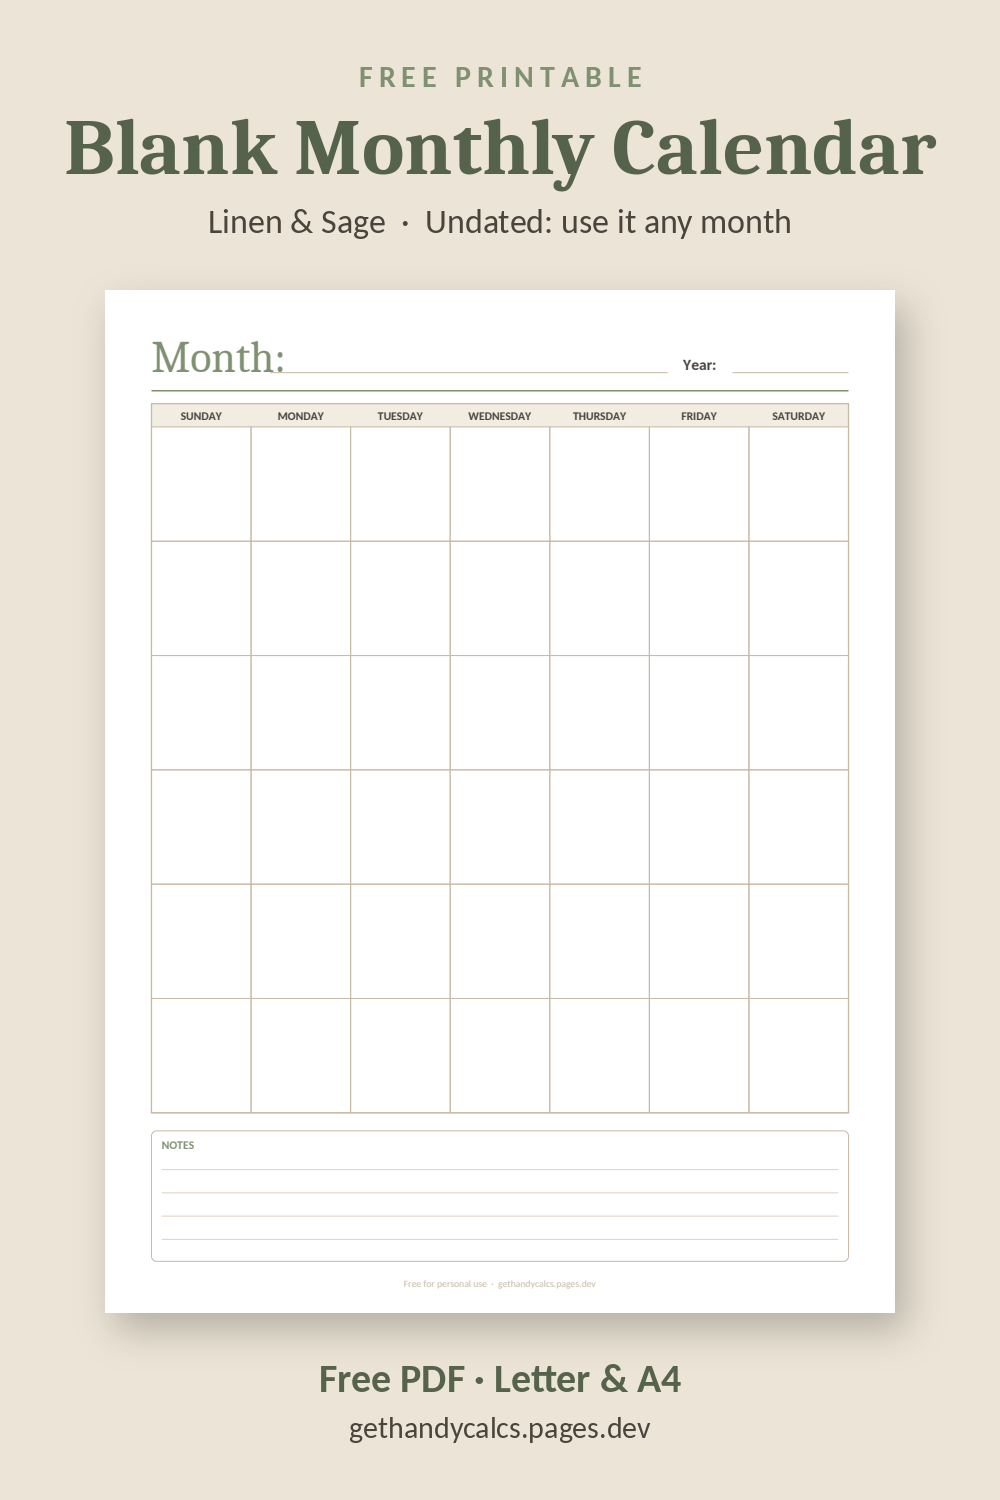 FREE PRINTABLE
Blank Monthly Calendar
Linen & Sage · Undated: use it any month
Month: Year:
SUNDAY MONDAY TUESDAY WEDNESDAY THURSDAY FRIDAY SATURDAY
NOTES
Free for personal use · gethandycalcs.pages.dev
Free PDF · Letter & A4
gethandycalcs.pages.dev